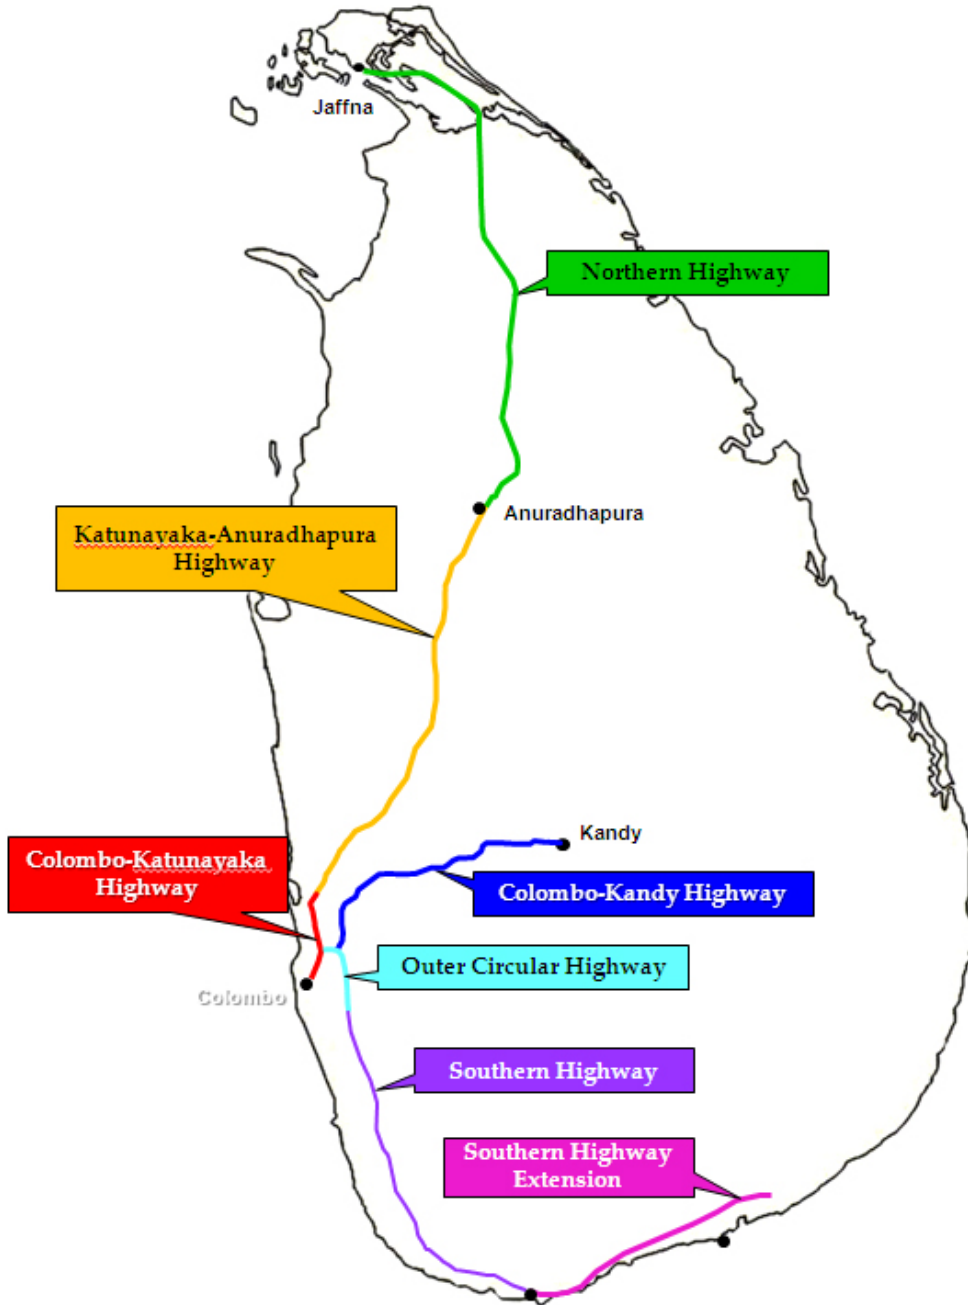 Jaffna
Northern Highway
Anuradhapura
Katunayaka-Anuradhapura
Highway
Kandy
Colombo-Katunayaka
Highway
Colombo-Kandy Highway
Outer Circular Highway
Colombo
Southern Highway
Southern Highway
Extension